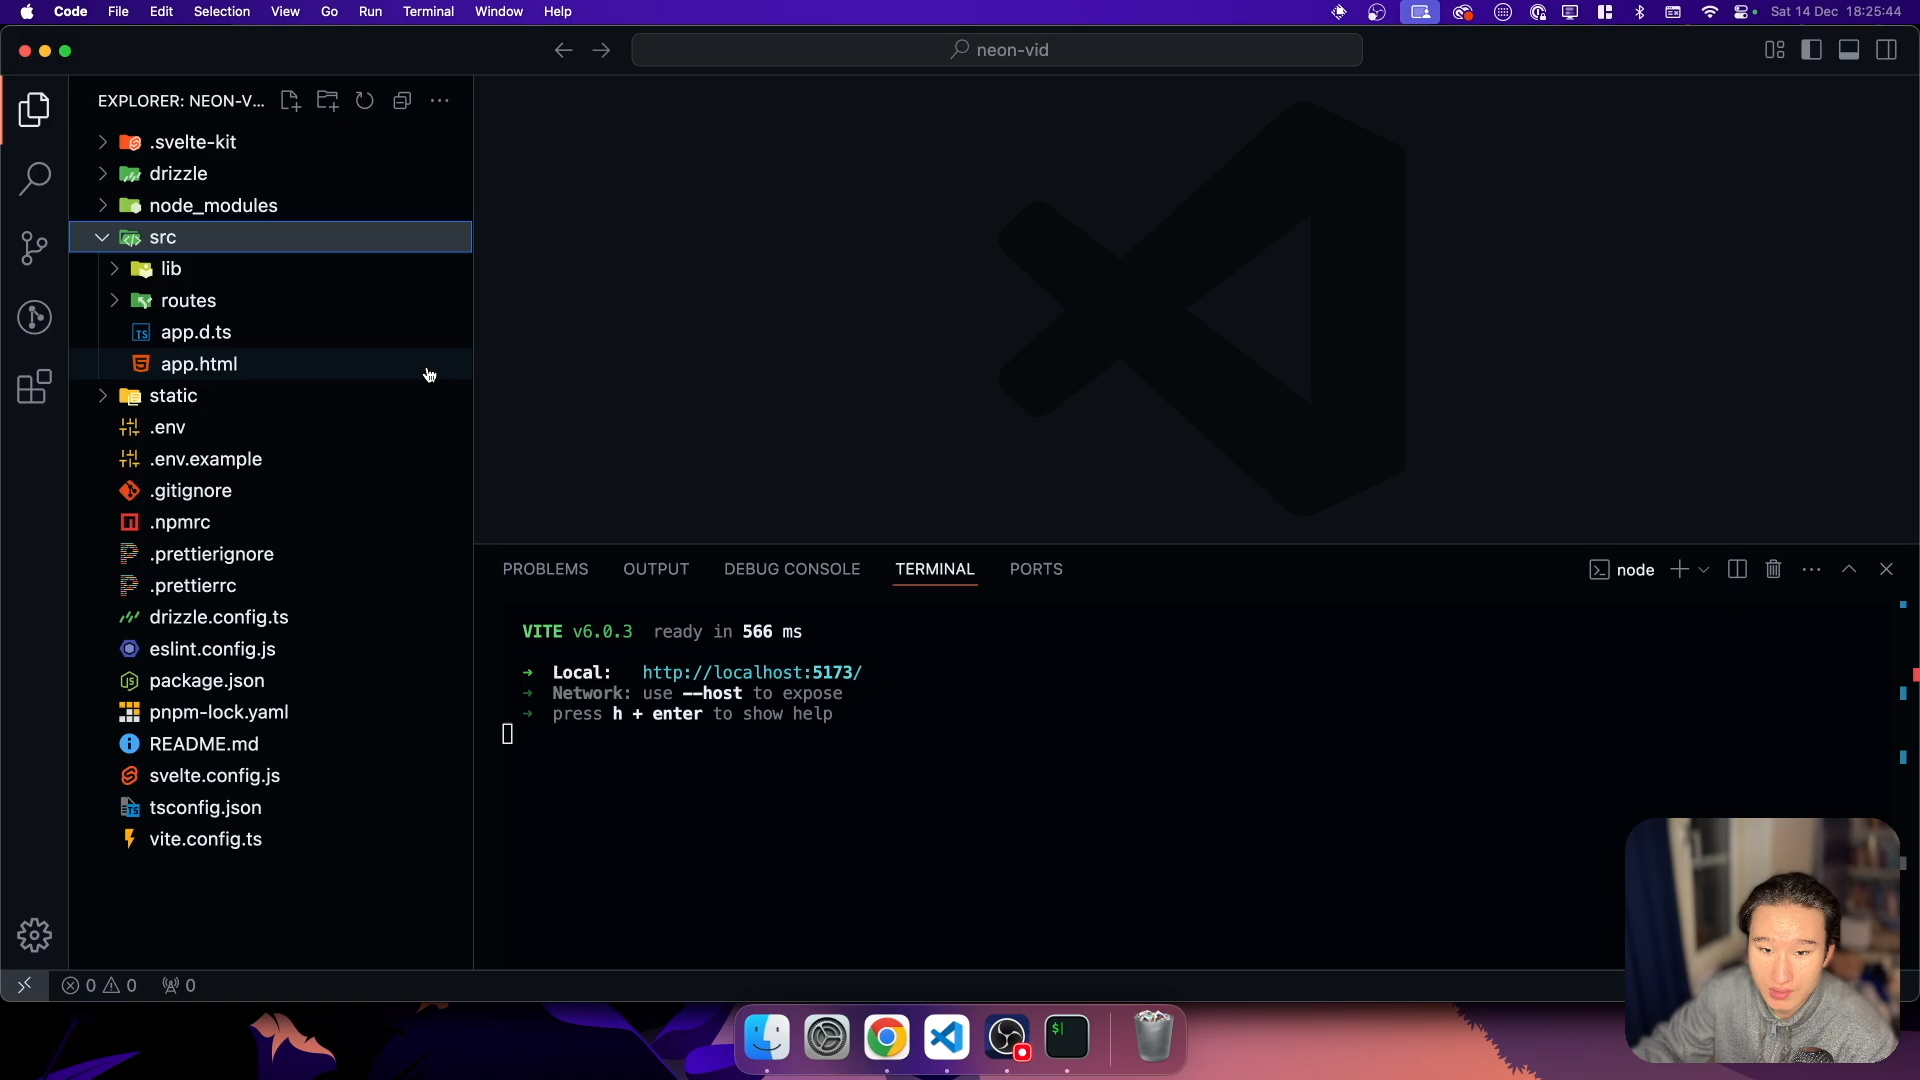 Code File Edit Selection View Go Run Terminal Window Help
Sat 14 Dec 18:25:44
neon-vid
EXPLORER: NEON-V...
.svelte-kit
drizzle
node_modules
src
lib
routes
app.d.ts
app.html
static
.env
.env.example
.gitignore
.npmrc
.prettierignore
.prettierrc
drizzle.config.ts
eslint.config.js
package.json
pnpm-lock.yaml
README.md
svelte.config.js
tsconfig.json
vite.config.ts
PROBLEMS OUTPUT DEBUG CONSOLE TERMINAL PORTS
node
VITE v6.0.3 ready in 566 ms
➜ Local: http://localhost:5173/
➜ Network: use --host to expose
➜ press h + enter to show help
0 0 0